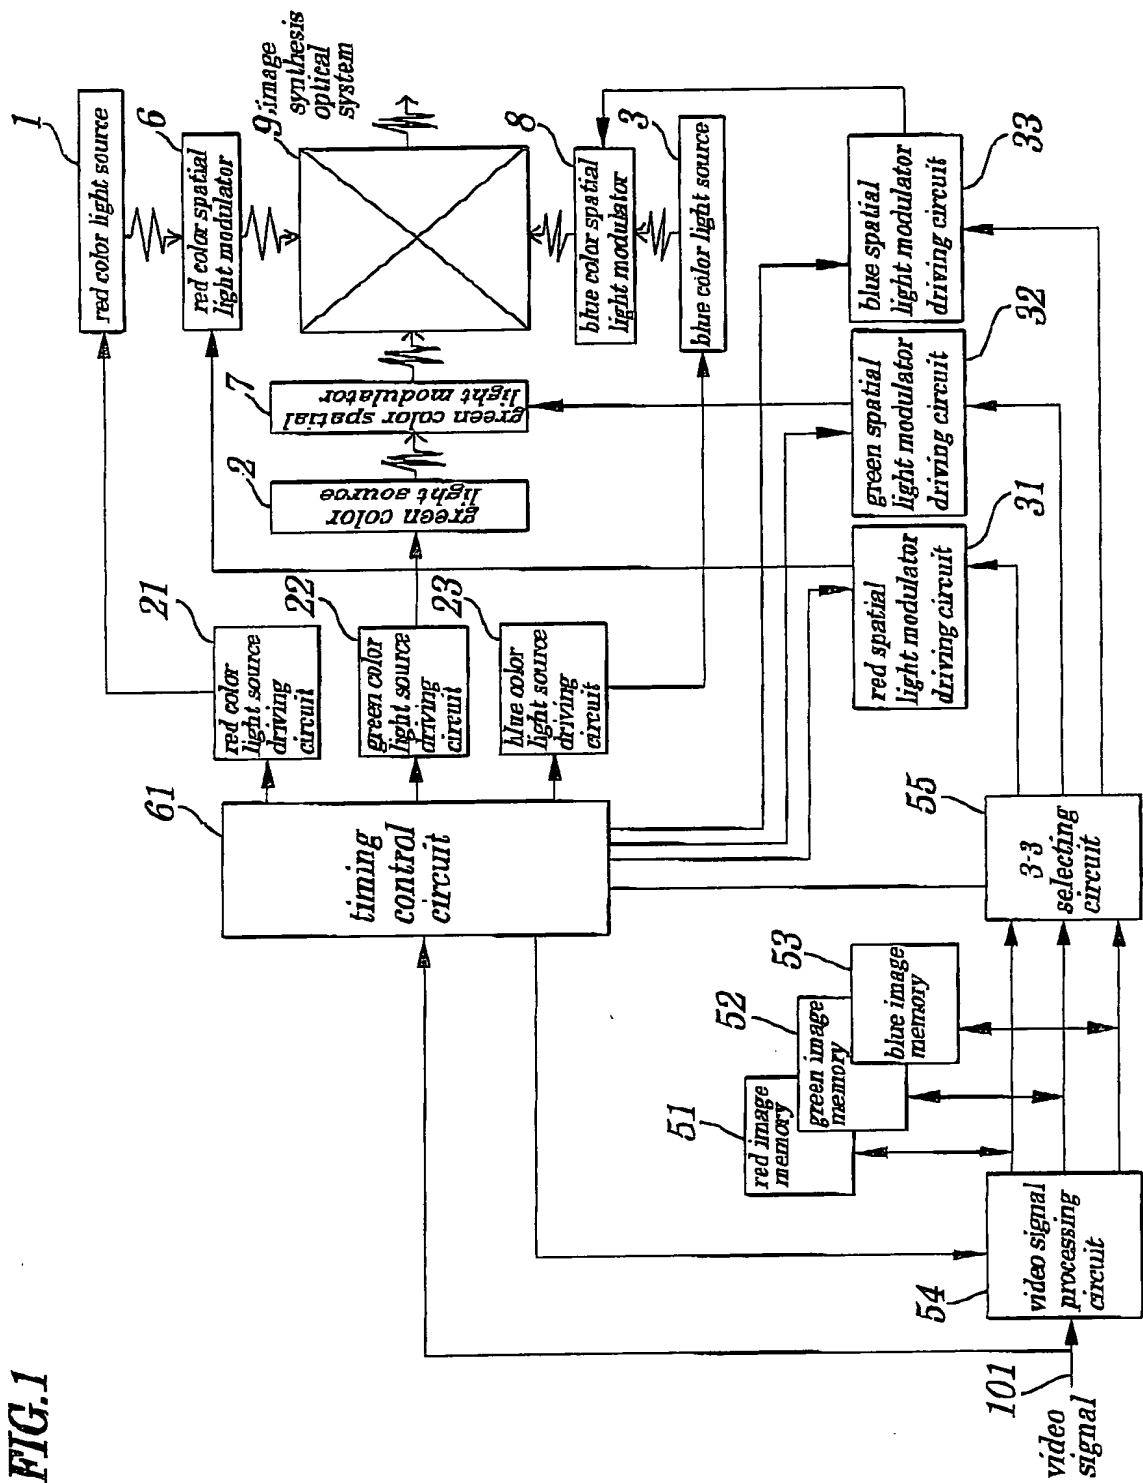 FIG.1
1
red color light source
6
red color spatial
light modulator
9
image
synthesis
optical
system
8
blue color spatial
light modulator
3
blue color light source
7
green color spatial
light modulator
2
green color
light source
21
red color
light source
driving
circuit
22
green color
light source
driving
circuit
23
blue color
light source
driving
circuit
33
blue spatial
light modulator
driving circuit
32
green spatial
light modulator
driving circuit
31
red spatial
light modulator
driving circuit
61
timing
control
circuit
55
3-3
selecting
circuit
51
red image
memory
52
green image
memory
53
blue image
memory
54
video signal
processing
circuit
101
video
signal